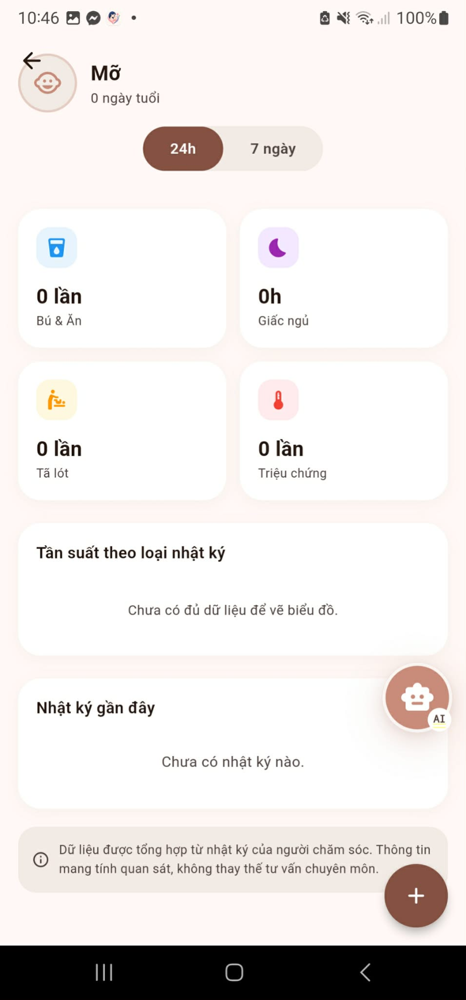 10:46
100%
Mỡ
0 ngày tuổi
24h
7 ngày
0 lần
Bú & Ăn
0h
Giấc ngủ
0 lần
Tã lót
0 lần
Triệu chứng
Tần suất theo loại nhật ký
Chưa có đủ dữ liệu để vẽ biểu đồ.
Nhật ký gần đây
AI
Chưa có nhật ký nào.
Dữ liệu được tổng hợp từ nhật ký của người chăm sóc. Thông tin
mang tính quan sát, không thay thế tư vấn chuyên môn.